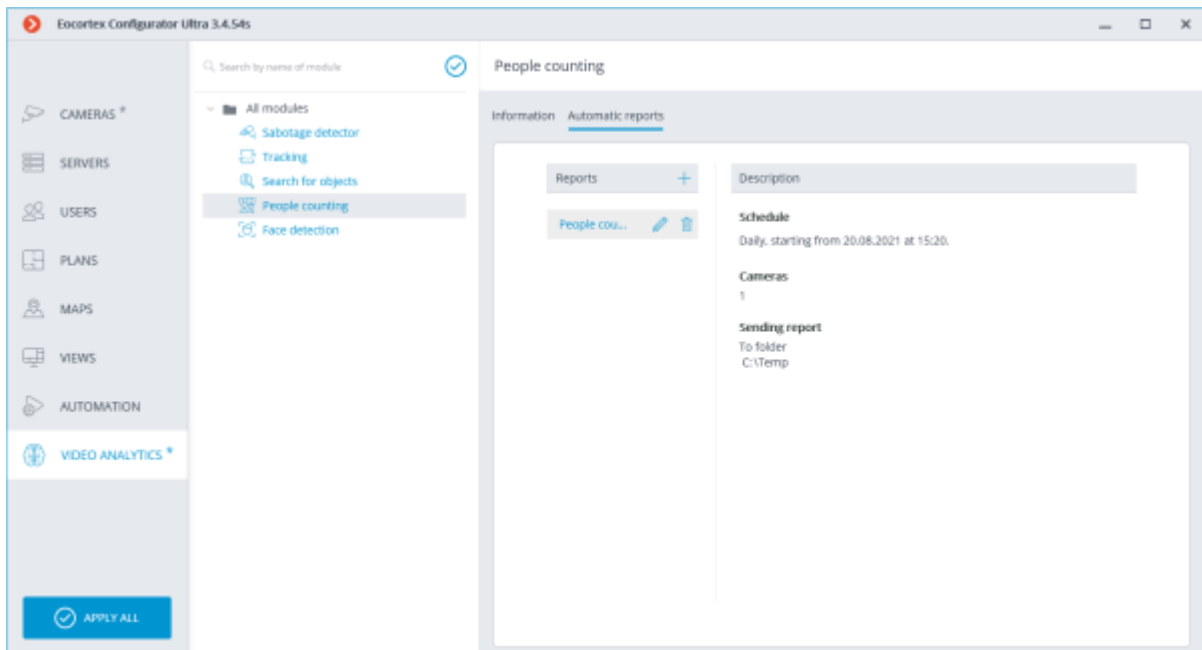 Eocortex Configurator Ultra 3.4.54s
Search by name of module
People counting
CAMERAS *
SERVERS
USERS
PLANS
MAPS
VIEWS
AUTOMATION
VIDEO ANALYTICS *
APPLY ALL
All modules
Sabotage detector
Tracking
Search for objects
People counting
Face detection
Information Automatic reports
Reports +
People cou...
Description
Schedule
Daily, starting from 20.08.2021 at 15:20.
Cameras
1
Sending report
To folder
C:\Temp